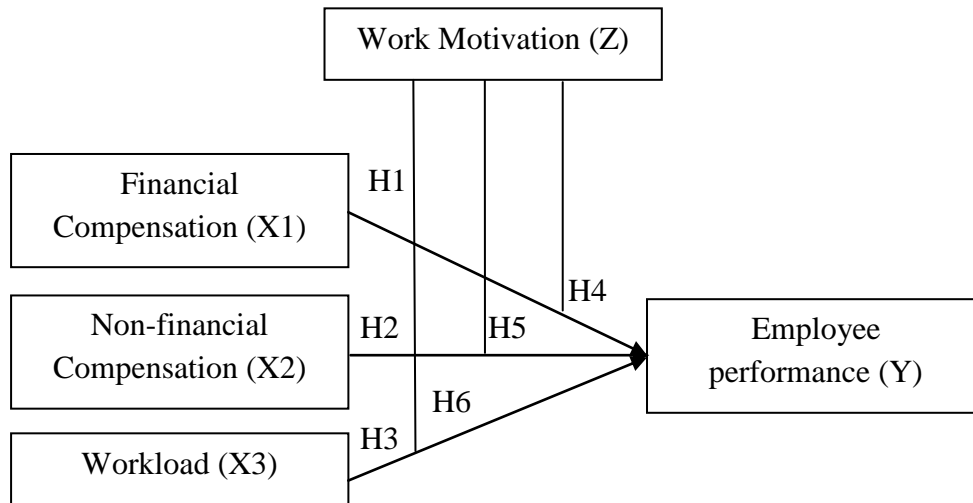 Work Motivation (Z)
Financial
Compensation (X1)
H1
H4
Non-financial
Compensation (X2)
H2
H5
Employee
performance (Y)
H6
H3
Workload (X3)